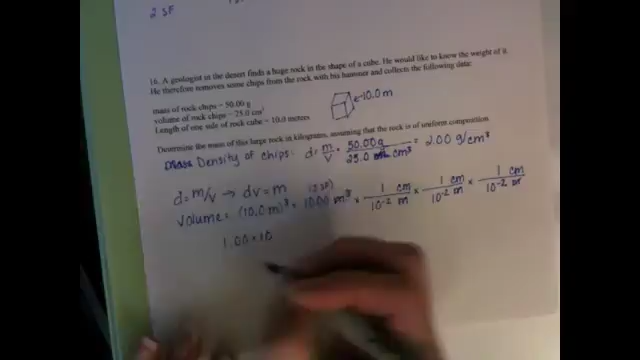 2 SF
16. A geologist in the desert finds a huge rock in the shape of a cube. He would like to know the weight of it.
He therefore removes some chips from the rock with his hammer and collects the following data:
mass of rock chips = 50.00 g
volume of rock chips = 25.0 cm³
Length of one side of rock cube = 10.0 meters
10.0 m
Determine the mass of this large rock in kilograms, assuming that the rock is of uniform composition.
Density of chips: d = m/v = 50.00 g / 25.0 cm³ = 2.00 g/cm³
d = m/v → dv = m
(3 SF)
Volume = (10.0 m)³ = 1000 m³ × 1 cm / 10⁻² m × 1 cm / 10⁻² m × 1 cm / 10⁻² m
1.00 × 10